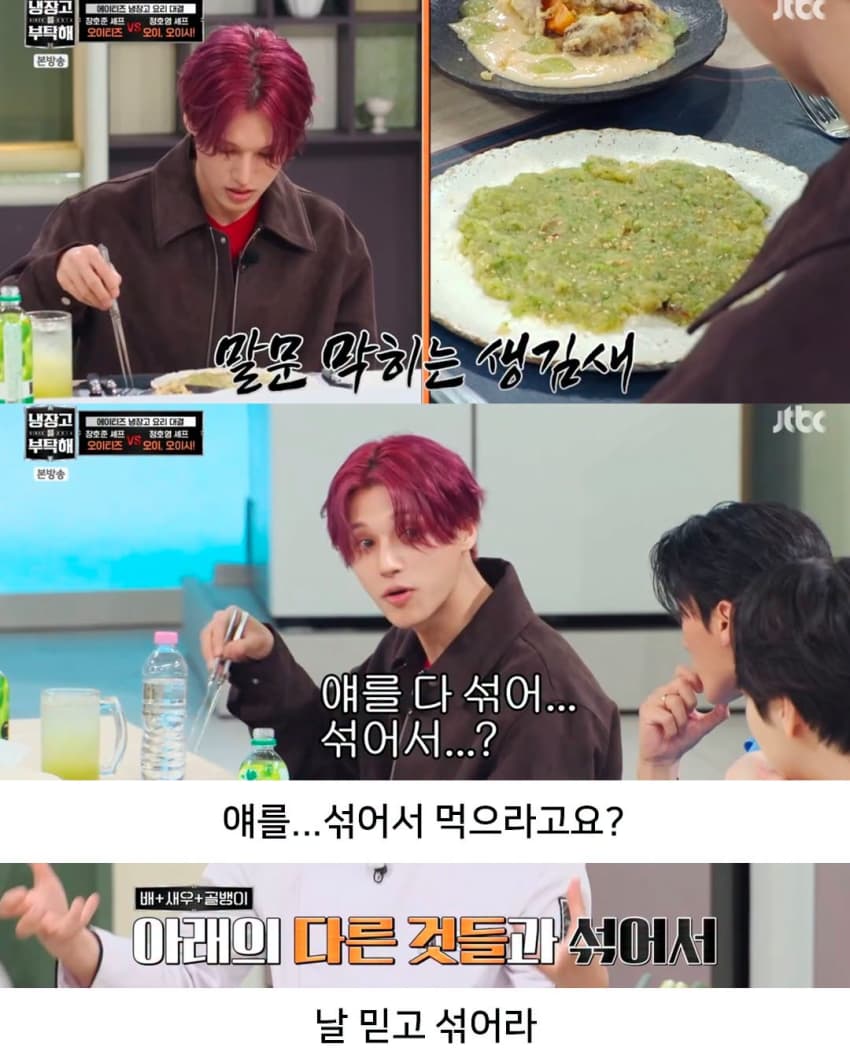 냉장고
SINCE 2014
부탁해
본방송
에이티즈 냉장고 요리 대결
장호준 셰프 VS 정호영 셰프
오이티즈 오이, 오이시!
jtbc
말문 막히는 생김새
냉장고
SINCE 2014
부탁해
본방송
에이티즈 냉장고 요리 대결
장호준 셰프 VS 정호영 셰프
오이티즈 오이, 오이시!
jtbc
얘를 다 섞어...
섞어서...?
얘를...섞어서 먹으라고요?
배+새우+골뱅이
아래의 다른 것들과 섞어서
날 믿고 섞어라